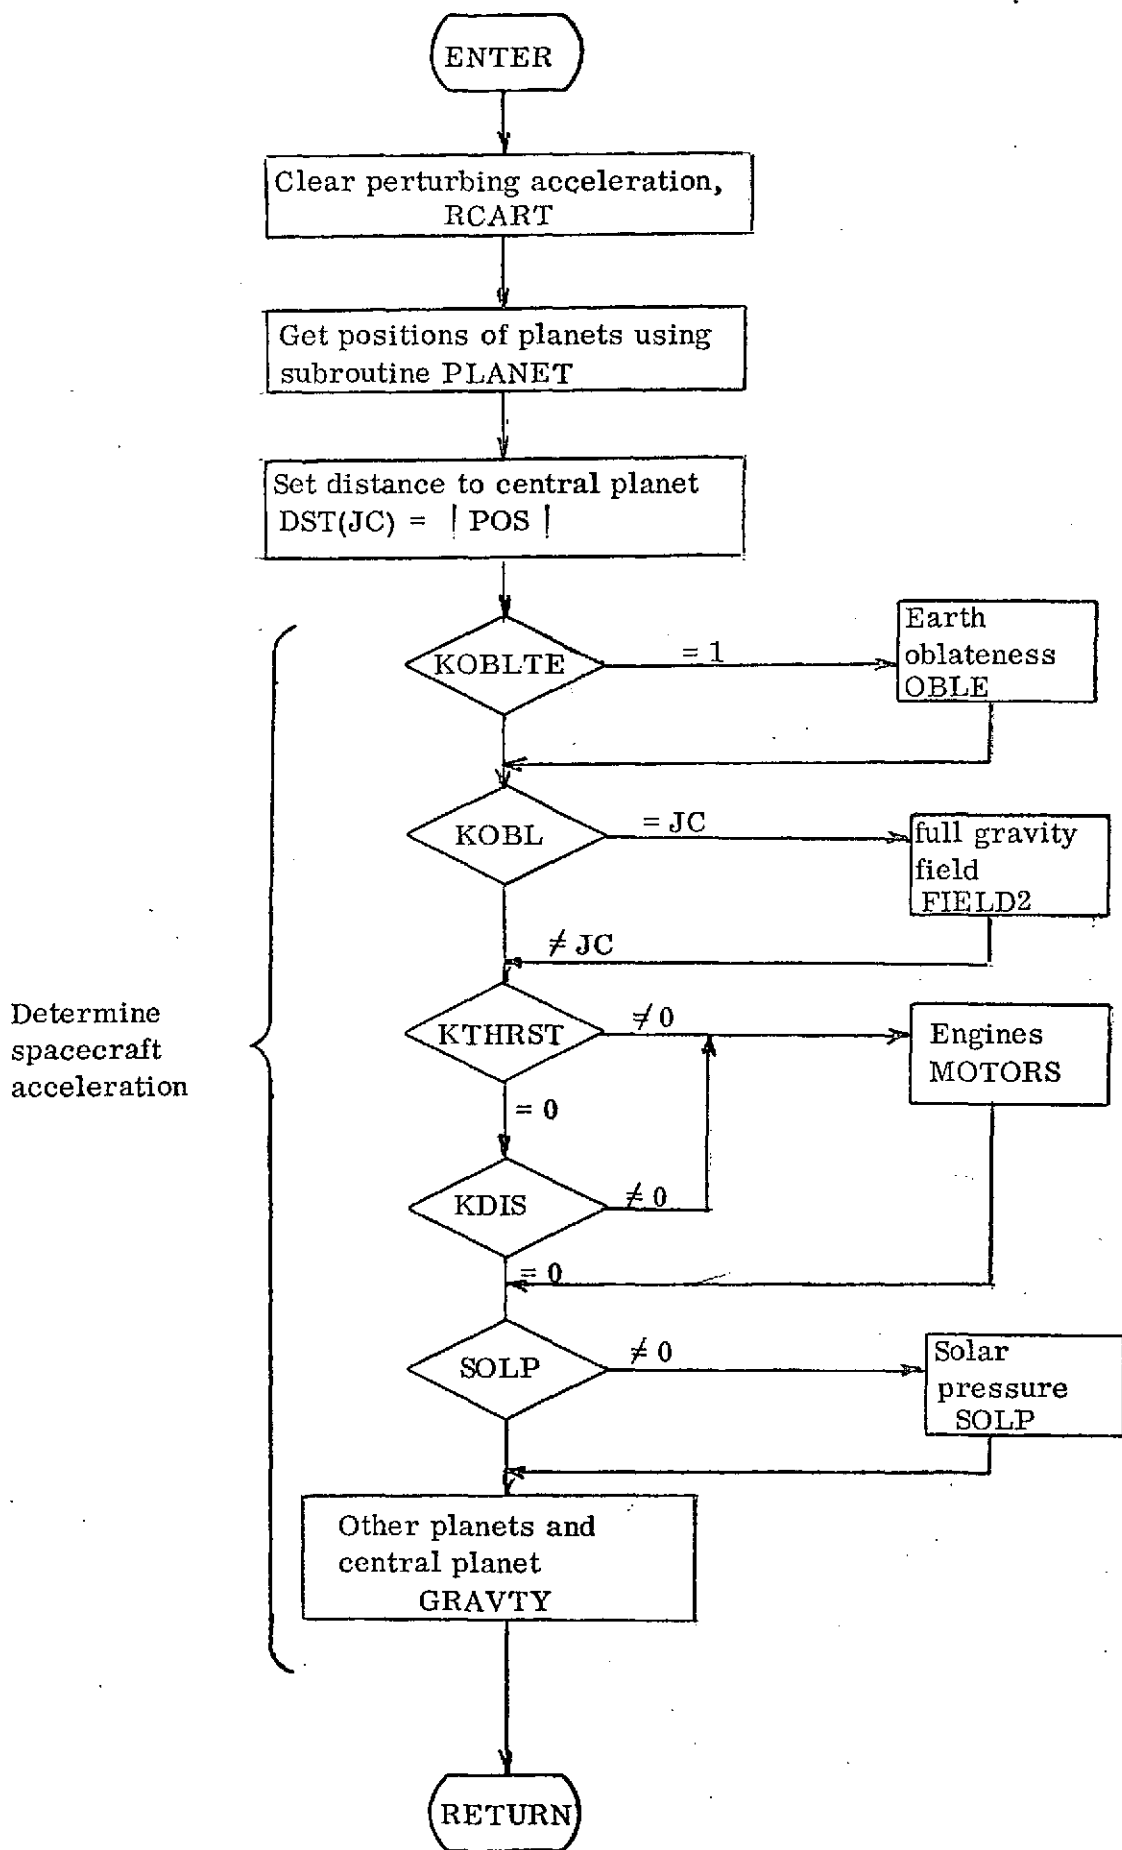 ENTER
Clear perturbing acceleration,
RCART
Get positions of planets using
subroutine PLANET
Set distance to central planet
DST(JC) = | POS |
KOBLTE
= 1
Earth
oblateness
OBLE
KOBL
= JC
full gravity
field
FIELD2
≠ JC
Determine
spacecraft
acceleration
KTHRST
≠0
Engines
MOTORS
= 0
KDIS
≠0
= 0
SOLP
≠0
Solar
pressure
SOLP
Other planets and
central planet
GRAVTY
RETURN